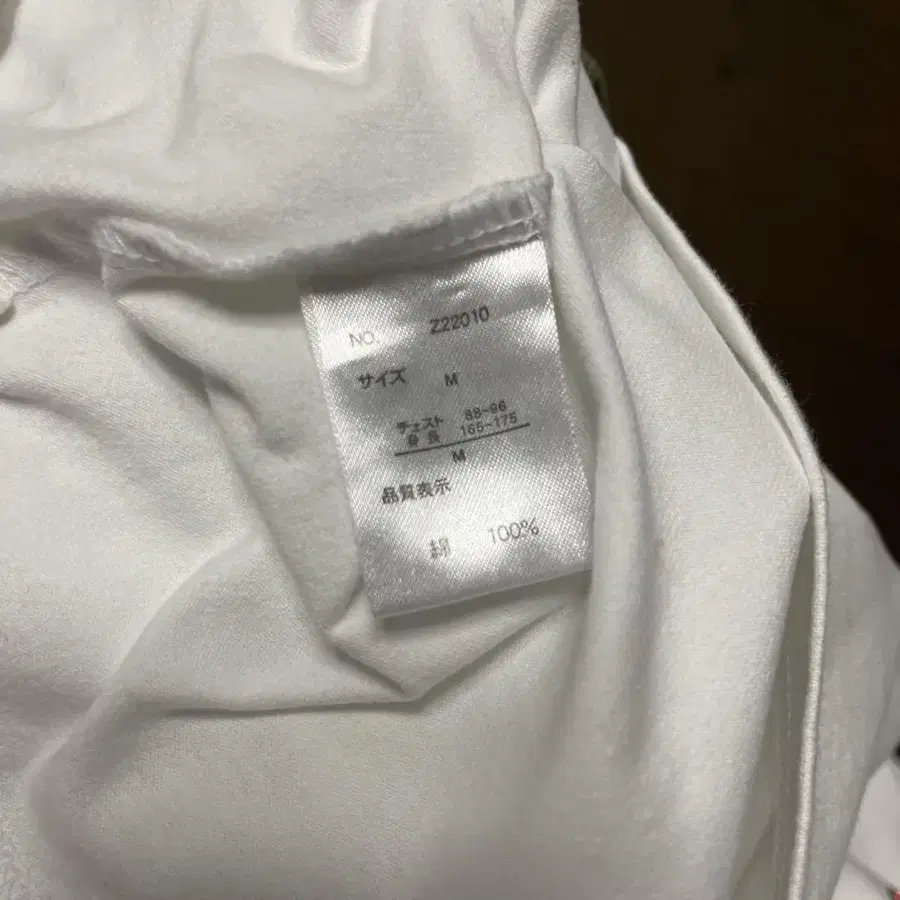 NO. Z22010
サイズ M
チェスト 88~96
身長 165~175
M
品質表示
綿 100%